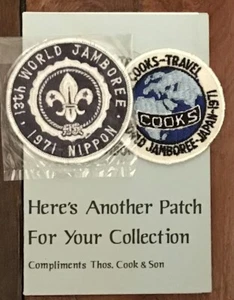 13th WORLD JAMBOREE
1971 NIPPON
COOKS-TRAVEL
COOKS
WORLD JAMBOREE-JAPAN-1971
Here's Another Patch
For Your Collection
Compliments Thos. Cook & Son